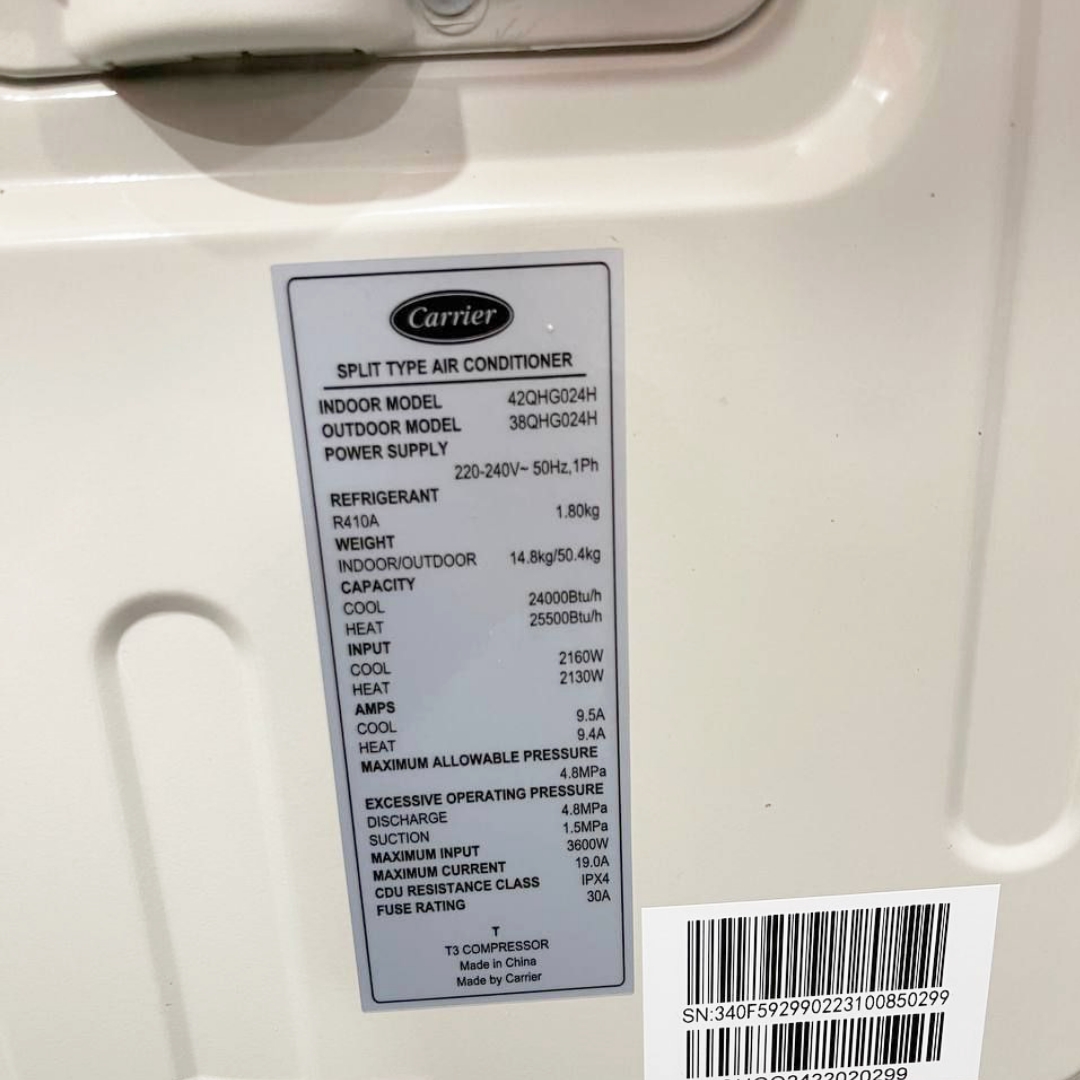 Carrier
SPLIT TYPE AIR CONDITIONER
INDOOR MODEL 42QHG024H
OUTDOOR MODEL 38QHG024H
POWER SUPPLY
220-240V~ 50Hz,1Ph
REFRIGERANT
R410A 1.80kg
WEIGHT
INDOOR/OUTDOOR 14.8kg/50.4kg
CAPACITY
COOL 24000Btu/h
HEAT 25500Btu/h
INPUT
COOL 2160W
HEAT 2130W
AMPS
COOL 9.5A
HEAT 9.4A
MAXIMUM ALLOWABLE PRESSURE
4.8MPa
EXCESSIVE OPERATING PRESSURE
DISCHARGE 4.8MPa
SUCTION 1.5MPa
MAXIMUM INPUT 3600W
MAXIMUM CURRENT 19.0A
CDU RESISTANCE CLASS IPX4
FUSE RATING 30A
T
T3 COMPRESSOR
Made in China
Made by Carrier
SN:340F592990223100850299